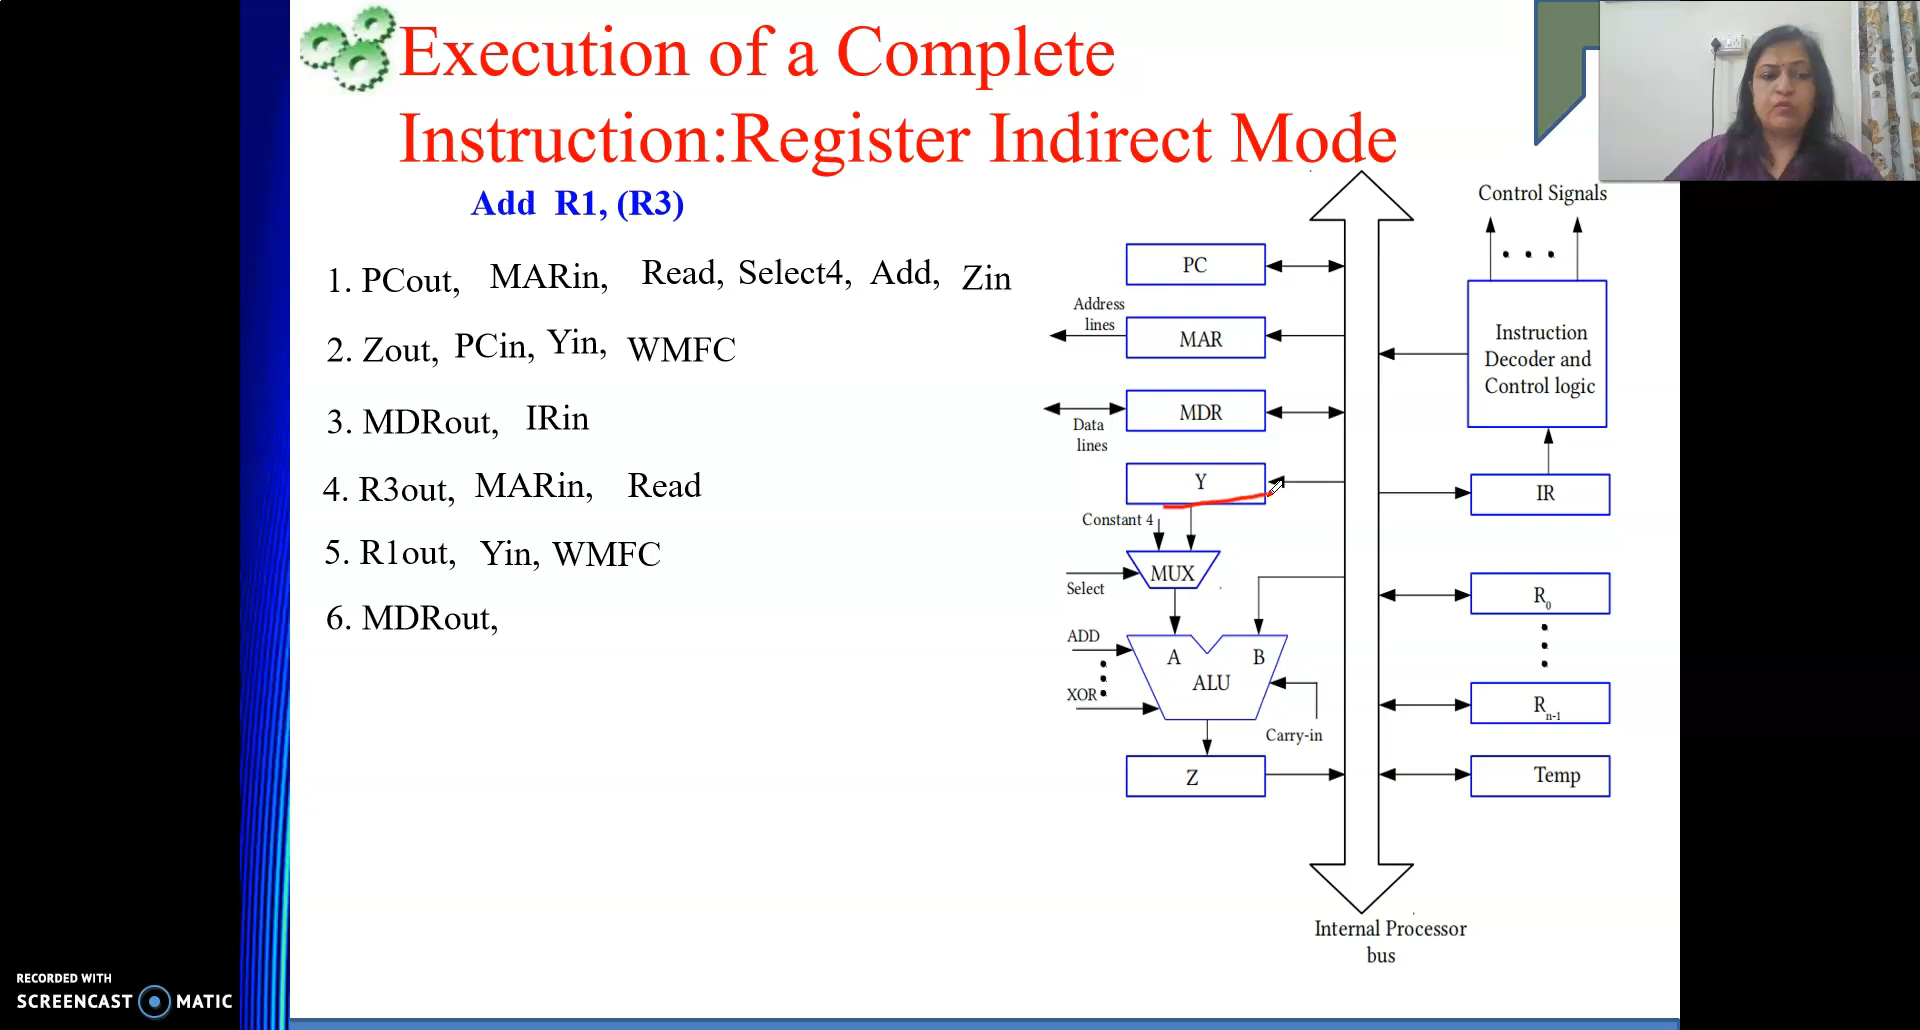 Execution of a Complete
Instruction:Register Indirect Mode
Add R1, (R3)
1. PCout, MARin, Read, Select4, Add, Zin
2. Zout, PCin, Yin, WMFC
3. MDRout, IRin
4. R3out, MARin, Read
5. R1out, Yin, WMFC
6. MDRout,
Control Signals
PC
Address
lines
MAR
Instruction
Decoder and
Control logic
MDR
Data
lines
Y
IR
Constant 4
MUX
Select
R0
ADD
A B
ALU
XOR
Rn-1
Carry-in
Z
Temp
Internal Processor
bus
RECORDED WITH
SCREENCAST MATIC